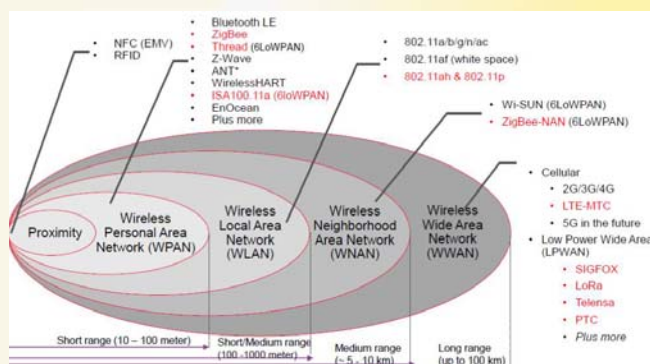 • NFC (EMV)
• RFID
• Bluetooth LE
• ZigBee
• Thread (6LoWPAN)
• Z-Wave
• ANT+
• WirelessHART
• ISA100.11a (6loWPAN)
• EnOcean
• Plus more
• 802.11a/b/g/n/ac
• 802.11af (white space)
• 802.11ah & 802.11p
• Wi-SUN (6LoWPAN)
• ZigBee-NAN (6LoWPAN)
• Cellular
• 2G/3G/4G
• LTE-MTC
• 5G in the future
• Low Power Wide Area
(LPWAN)
• SIGFOX
• LoRa
• Telensa
• PTC
• Plus more
Proximity
Wireless
Personal Area
Network (WPAN)
Wireless
Local Area
Network
(WLAN)
Wireless
Neighborhood
Area Network
(WNAN)
Wireless
Wide Area
Network
(WWAN)
Short range (10 – 100 meter)
Short/Medium range
(100 -1000 meter)
Medium range
(~ 5 - 10 km)
Long range
(up to 100 km)